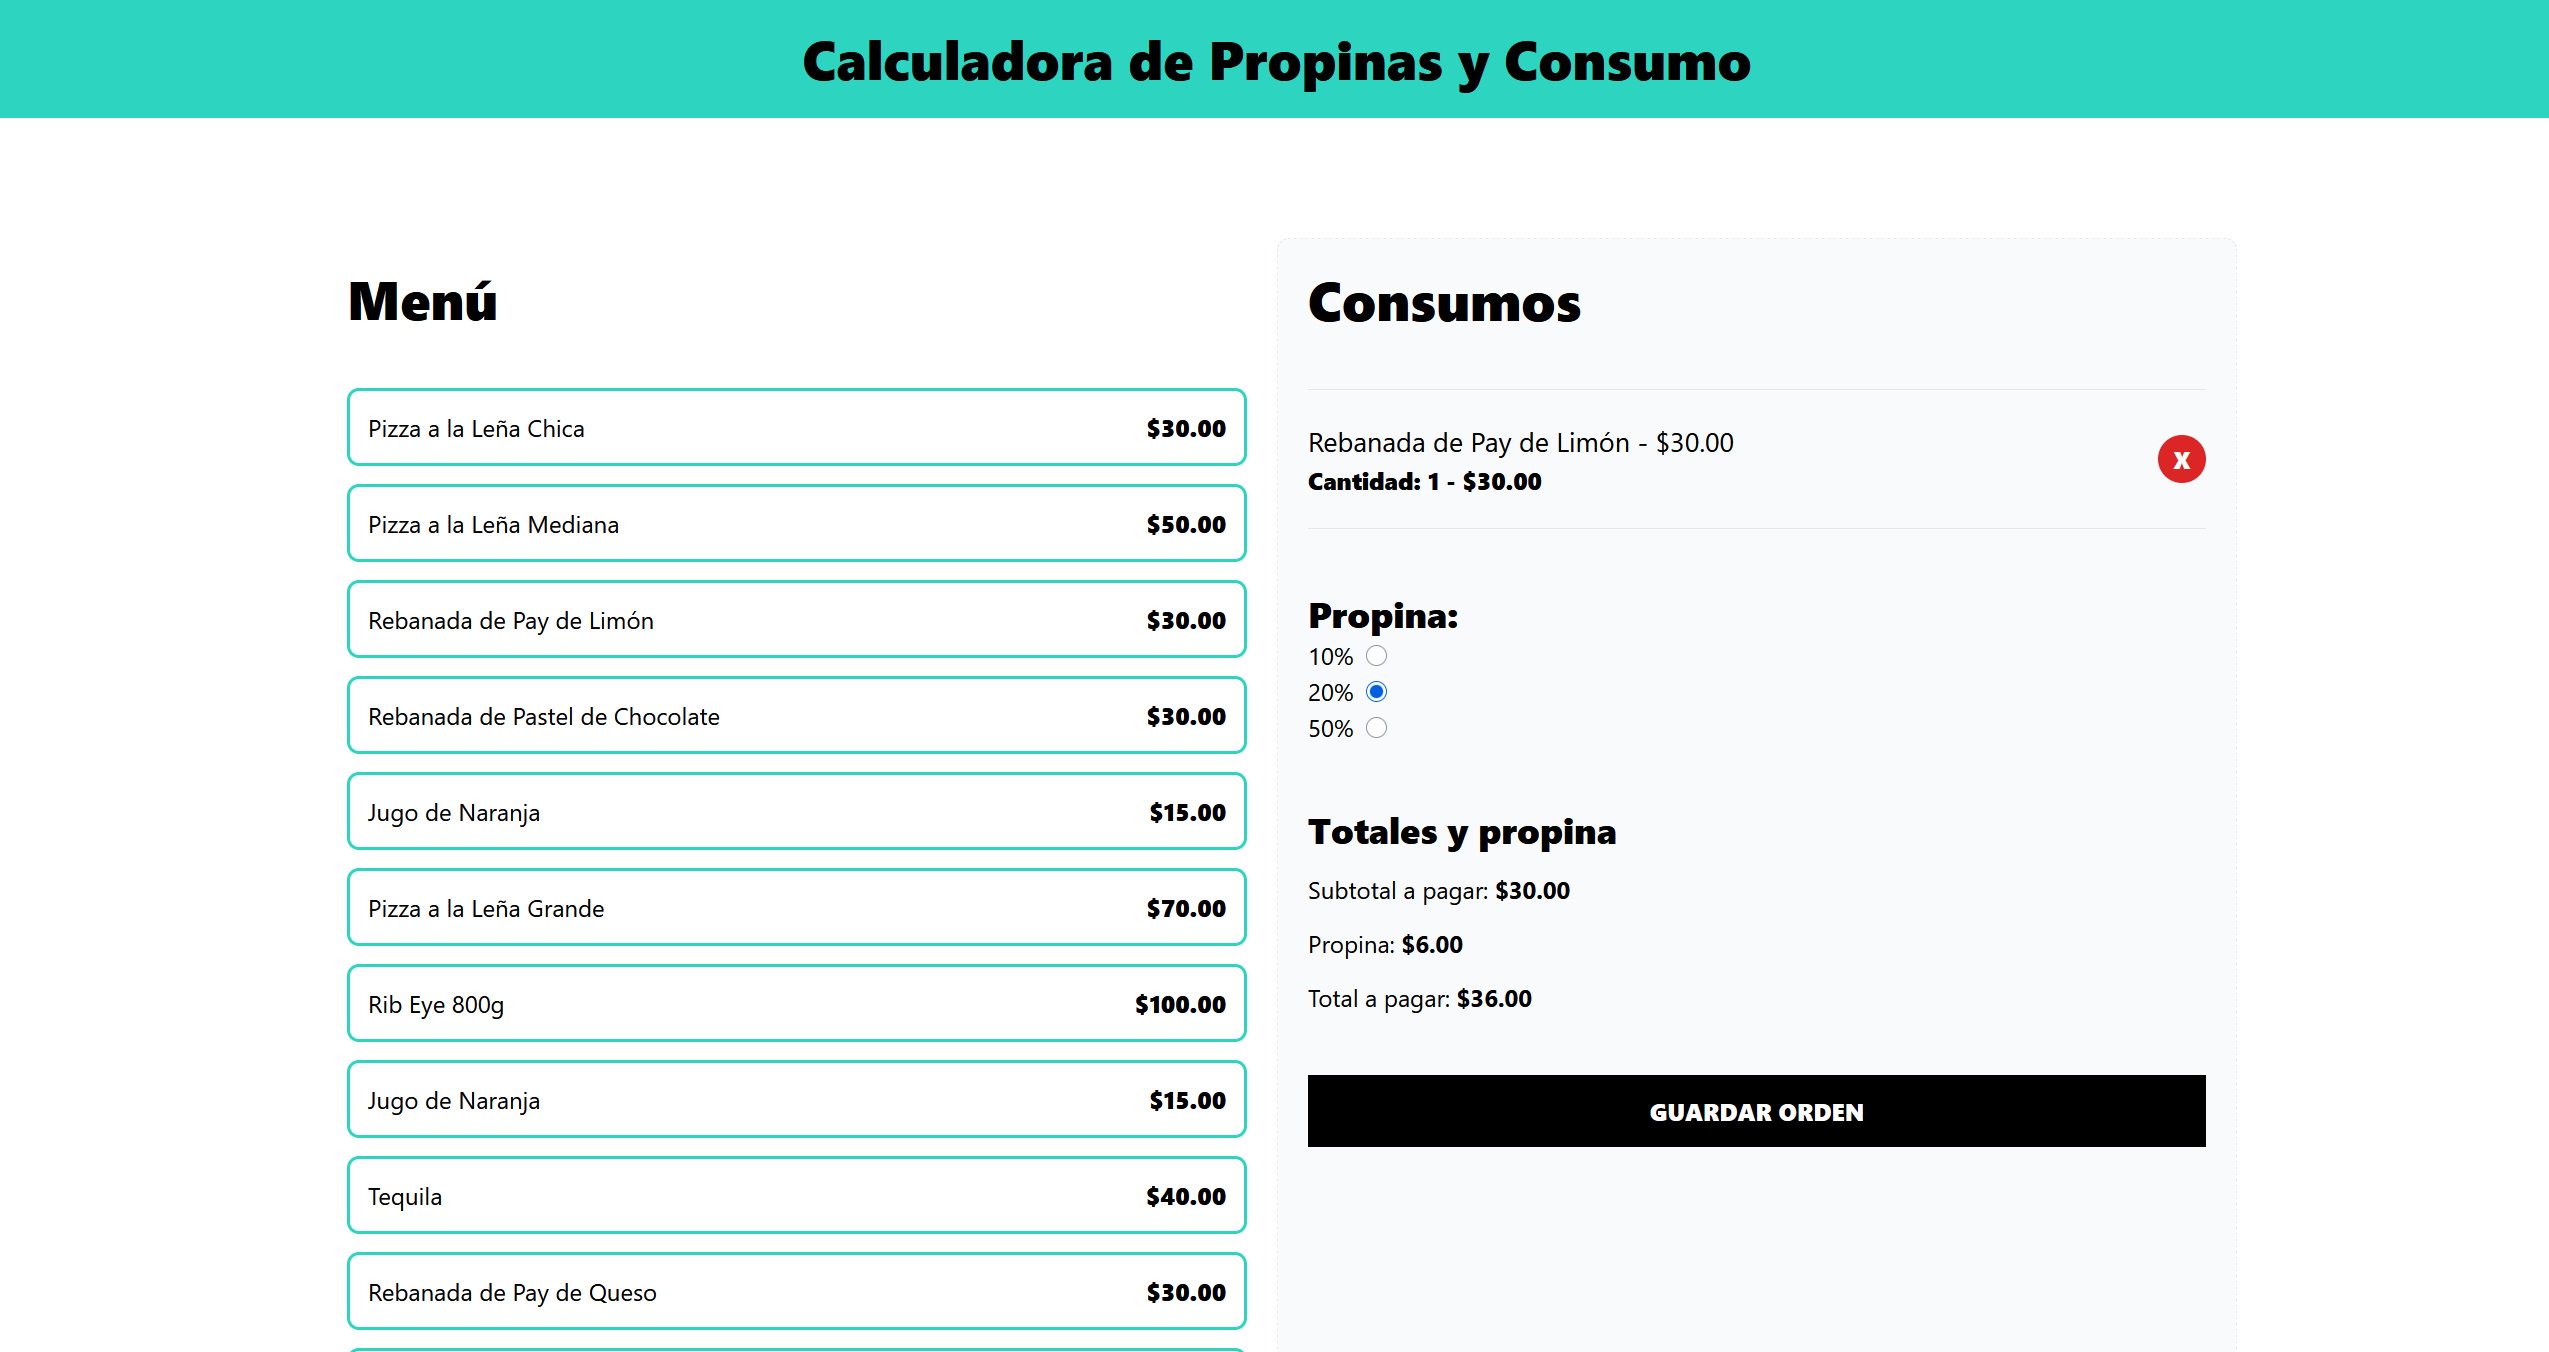 Calculadora de Propinas y Consumo
Menú
Pizza a la Leña Chica $30.00
Pizza a la Leña Mediana $50.00
Rebanada de Pay de Limón $30.00
Rebanada de Pastel de Chocolate $30.00
Jugo de Naranja $15.00
Pizza a la Leña Grande $70.00
Rib Eye 800g $100.00
Jugo de Naranja $15.00
Tequila $40.00
Rebanada de Pay de Queso $30.00
Consumos
Rebanada de Pay de Limón - $30.00
Cantidad: 1 - $30.00
X
Propina:
10%
20%
50%
Totales y propina
Subtotal a pagar: $30.00
Propina: $6.00
Total a pagar: $36.00
GUARDAR ORDEN